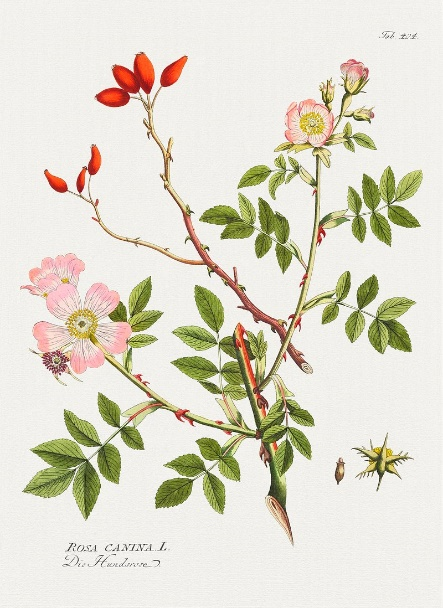 Tab. 424.
ROSA CANINA. L.
Die Hundsrose.